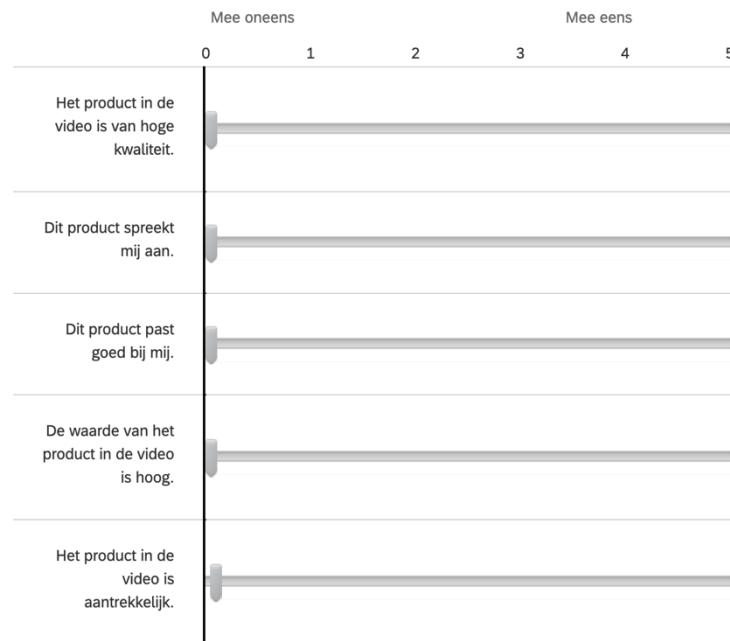 Mee oneens Mee eens
0 1 2 3 4 5
Het product in de
video is van hoge
kwaliteit.
Dit product spreekt
mij aan.
Dit product past
goed bij mij.
De waarde van het
product in de video
is hoog.
Het product in de
video is
aantrekkelijk.